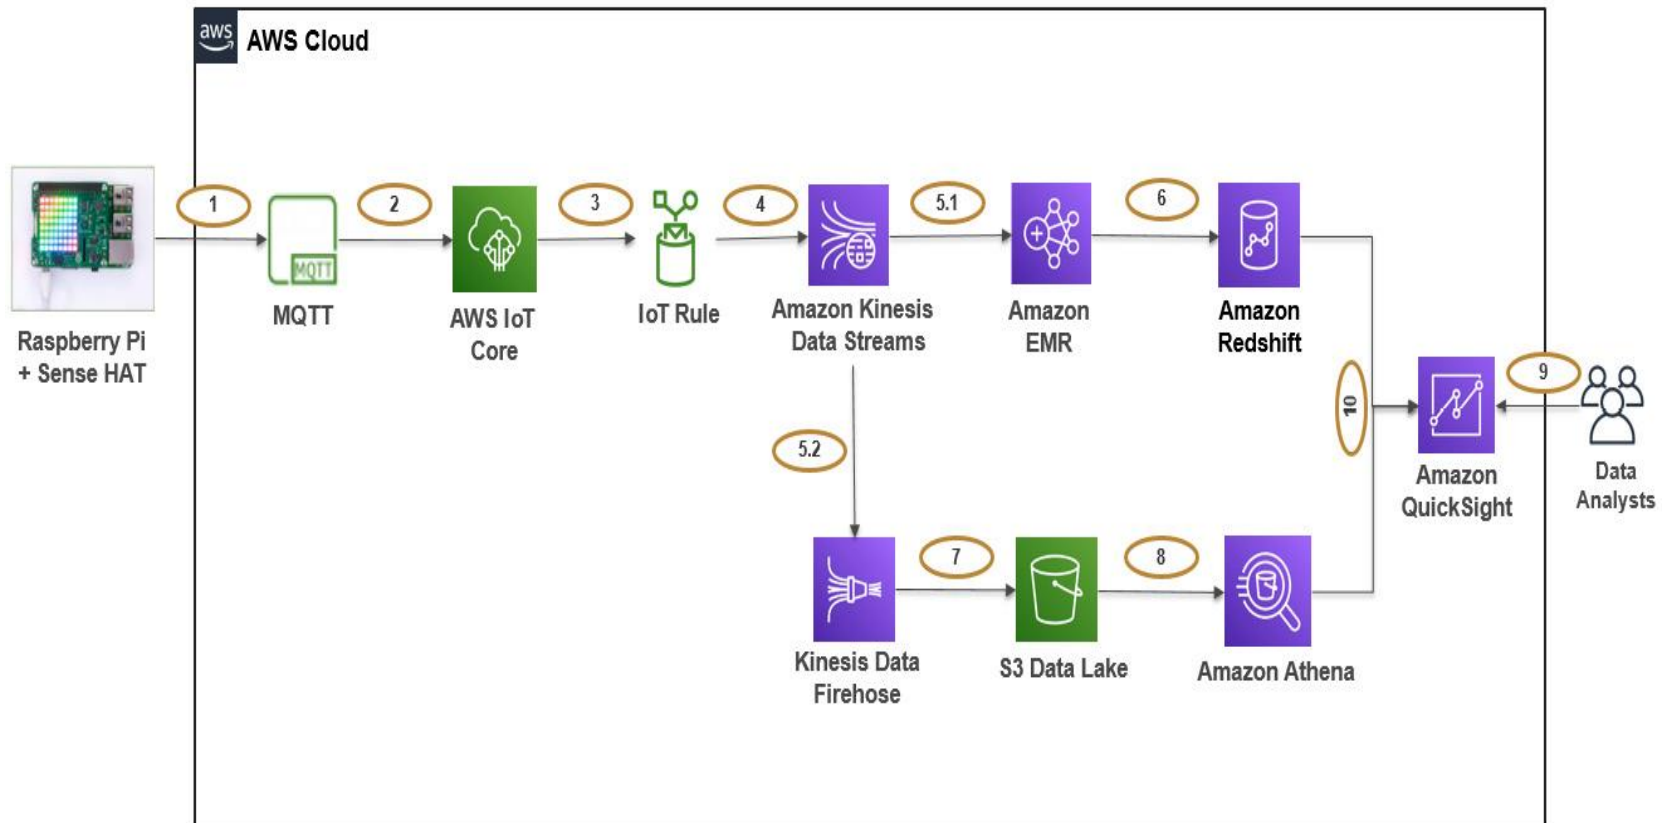 aws
AWS Cloud
1
2
3
4
5.1
6
MQTT
MQTT
AWS IoT
Core
IoT Rule
Amazon Kinesis
Data Streams
Amazon
EMR
Amazon
Redshift
Raspberry Pi
+ Sense HAT
10
9
5.2
Amazon
QuickSight
Data
Analysts
7
8
Kinesis Data
Firehose
S3 Data Lake
Amazon Athena